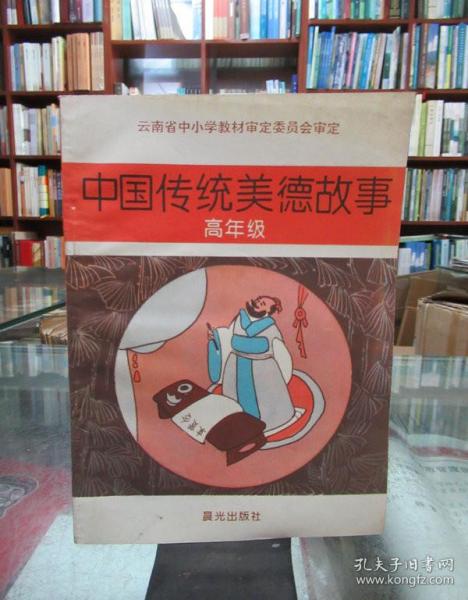 云南省中小学教材审定委员会审定
中国传统美德故事
高年级
晨光出版社
孔夫子旧书网
www.kongfz.com